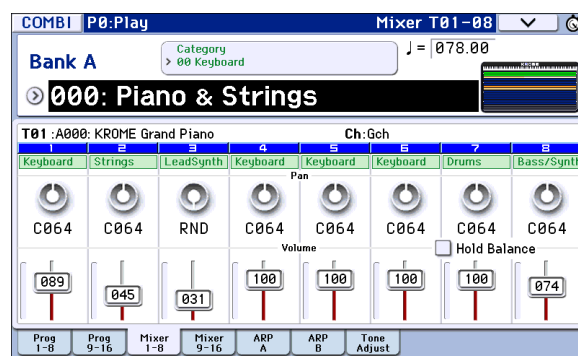 COMBI P0:Play Mixer T01-08
Bank A
Category
> 00 Keyboard
♩= 078.00
KROME
000: Piano & Strings
T01 :A000: KROME Grand Piano Ch:Gch
1 2 3 4 5 6 7 8
Keyboard Strings LeadSynth Keyboard Keyboard Keyboard Drums Bass/Synth
Pan
C064 C064 RND C064 C064 C064 C064 C064
Volume
Hold Balance
089 045 031 100 100 100 100 074
Prog 1-8 Prog 9-16 Mixer 1-8 Mixer 9-16 ARP A ARP B Tone Adjust